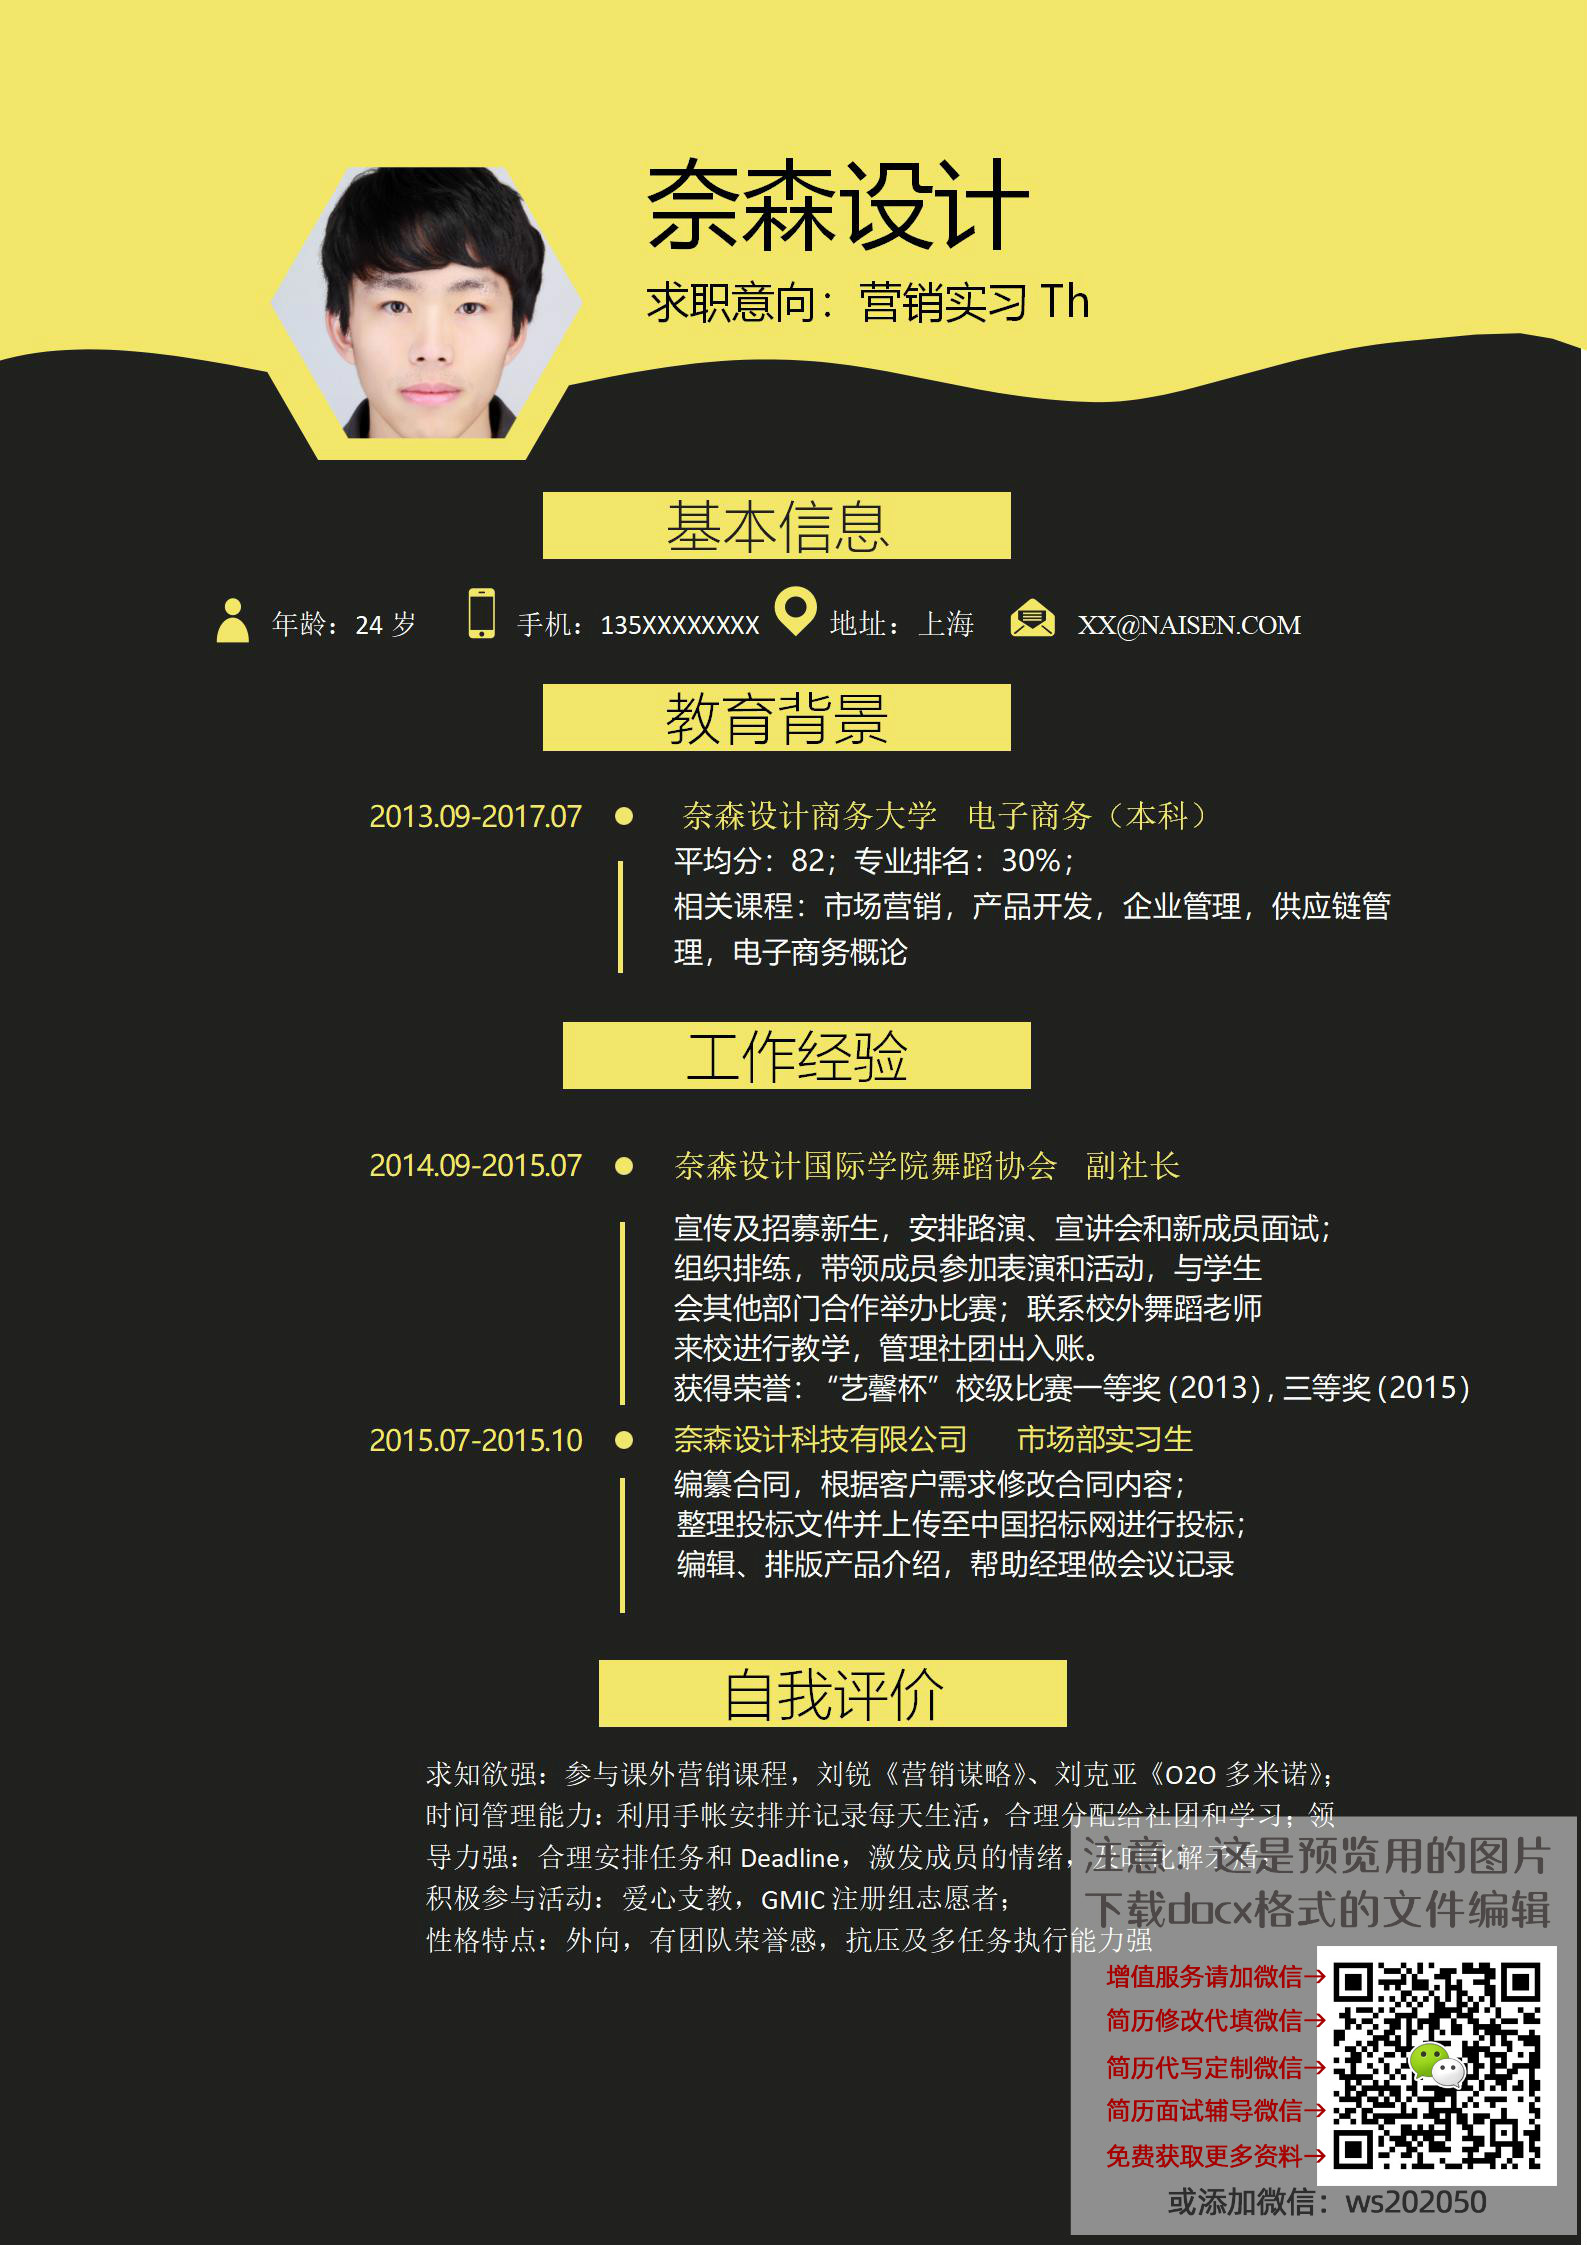 奈森设计
求职意向：营销实习 Th
基本信息
年龄：24 岁 手机：135XXXXXXXX 地址：上海 XX@NAISEN.COM
教育背景
2013.09-2017.07 奈森设计商务大学 电子商务（本科）
平均分：82；专业排名：30%；
相关课程：市场营销，产品开发，企业管理，供应链管
理，电子商务概论
工作经验
2014.09-2015.07 奈森设计国际学院舞蹈协会 副社长
宣传及招募新生，安排路演、宣讲会和新成员面试；
组织排练，带领成员参加表演和活动，与学生
会其他部门合作举办比赛；联系校外舞蹈老师
来校进行教学，管理社团出入账。
获得荣誉：“艺馨杯”校级比赛一等奖(2013),三等奖(2015)
2015.07-2015.10 奈森设计科技有限公司 市场部实习生
编纂合同，根据客户需求修改合同内容；
整理投标文件并上传至中国招标网进行投标；
编辑、排版产品介绍，帮助经理做会议记录
自我评价
求知欲强：参与课外营销课程，刘锐《营销谋略》、刘克亚《O2O 多米诺》；
时间管理能力：利用手帐安排并记录每天生活，合理分配给社团和学习；领
导力强：合理安排任务和 Deadline，激发成员的情绪，及时化解矛盾；
积极参与活动：爱心支教，GMIC 注册组志愿者；
性格特点：外向，有团队荣誉感，抗压及多任务执行能力强
注意：这是预览用的图片
下载docx格式的文件编辑
增值服务请加微信→
简历修改代填微信→
简历代写定制微信→
简历面试辅导微信→
免费获取更多资料→
或添加微信：ws202050